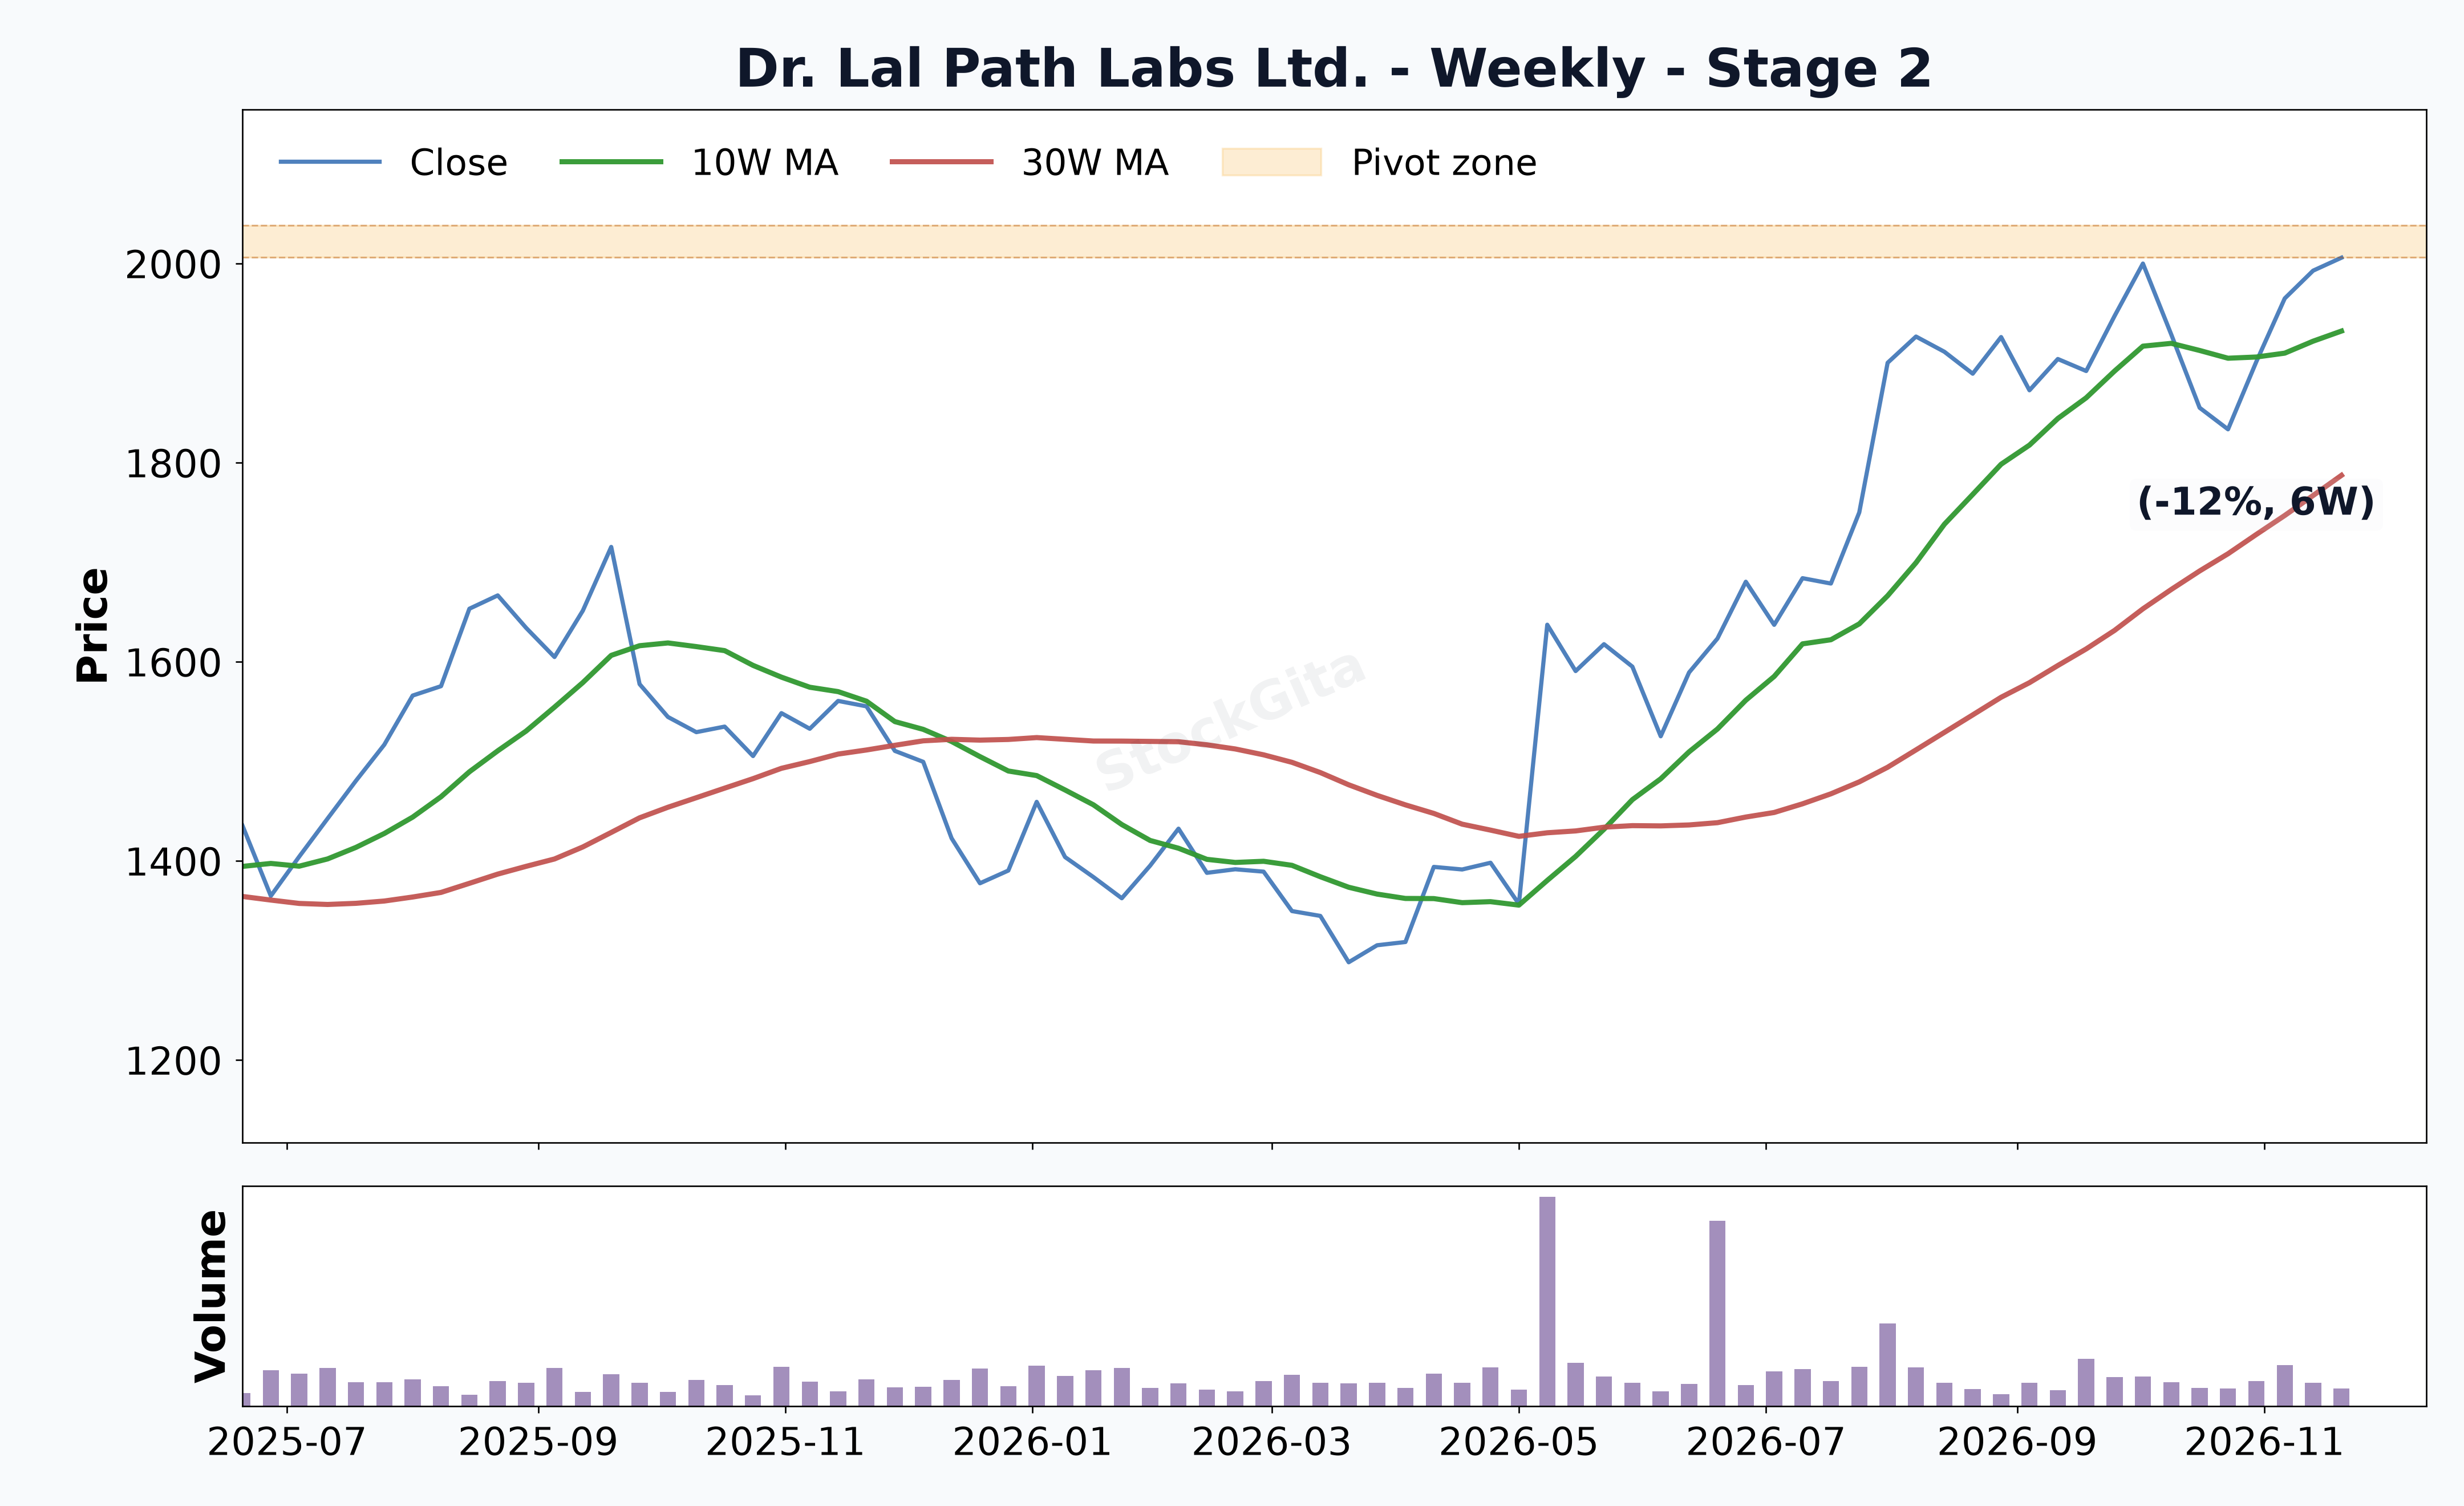 Dr. Lal Path Labs Ltd. - Weekly - Stage 2
Close 10W MA 30W MA Pivot zone
2000
1800
1600
1400
1200
Price
(-12%, 6W)
StockGita
Volume
2025-07 2025-09 2025-11 2026-01 2026-03 2026-05 2026-07 2026-09 2026-11